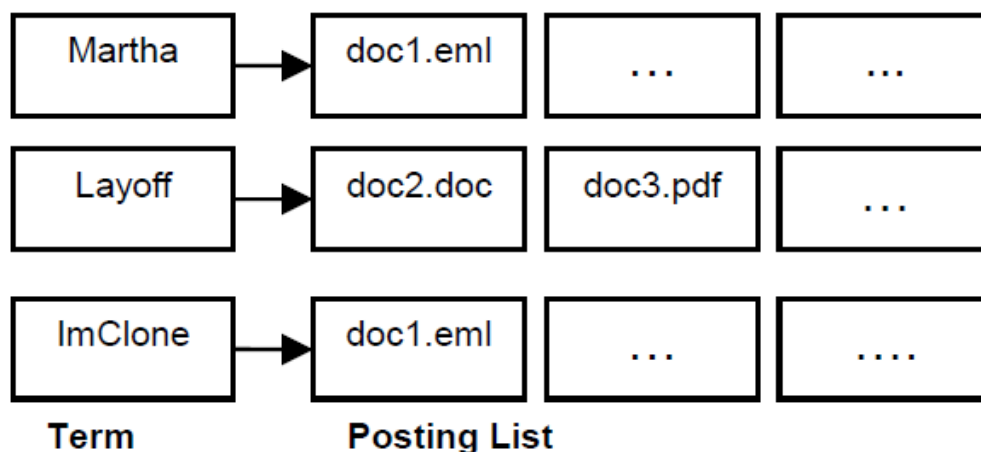 Martha doc1.eml ... ...
Layoff doc2.doc doc3.pdf ...
ImClone doc1.eml ... ....
Term Posting List